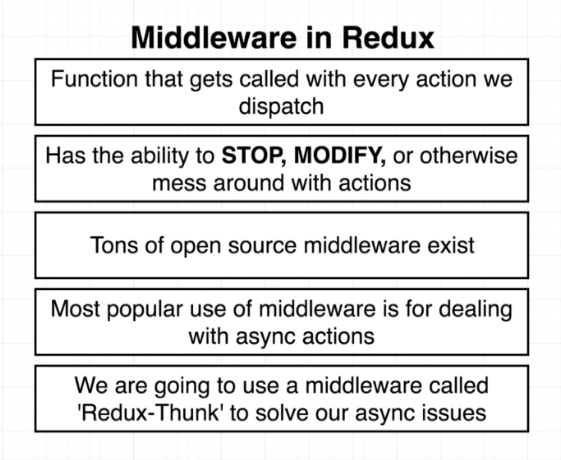 Middleware in Redux
Function that gets called with every action we
dispatch
Has the ability to STOP, MODIFY, or otherwise
mess around with actions
Tons of open source middleware exist
Most popular use of middleware is for dealing
with async actions
We are going to use a middleware called
'Redux-Thunk' to solve our async issues